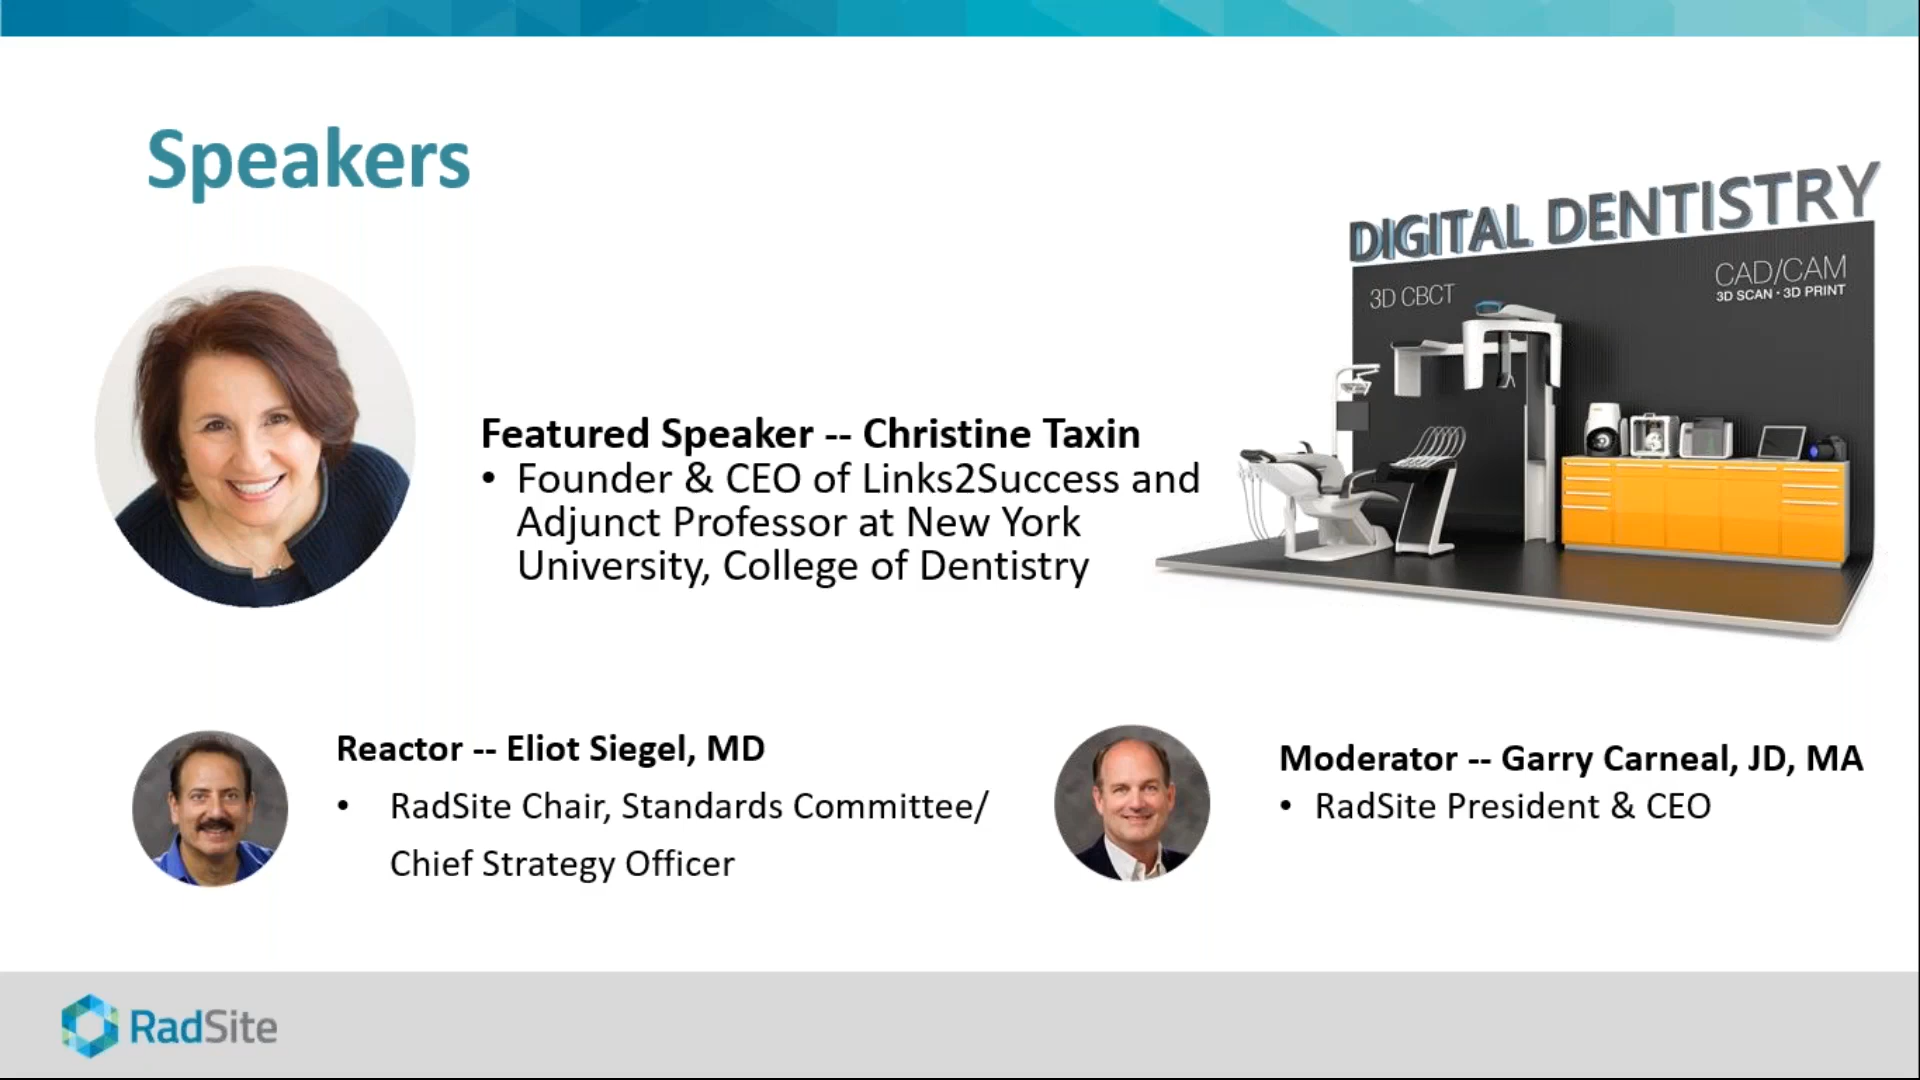 Speakers
DIGITAL DENTISTRY
3D CBCT
CAD/CAM
3D SCAN · 3D PRINT
Featured Speaker -- Christine Taxin
• Founder & CEO of Links2Success and
Adjunct Professor at New York
University, College of Dentistry
Reactor -- Eliot Siegel, MD
• RadSite Chair, Standards Committee/
Chief Strategy Officer
Moderator -- Garry Carneal, JD, MA
• RadSite President & CEO
RadSite